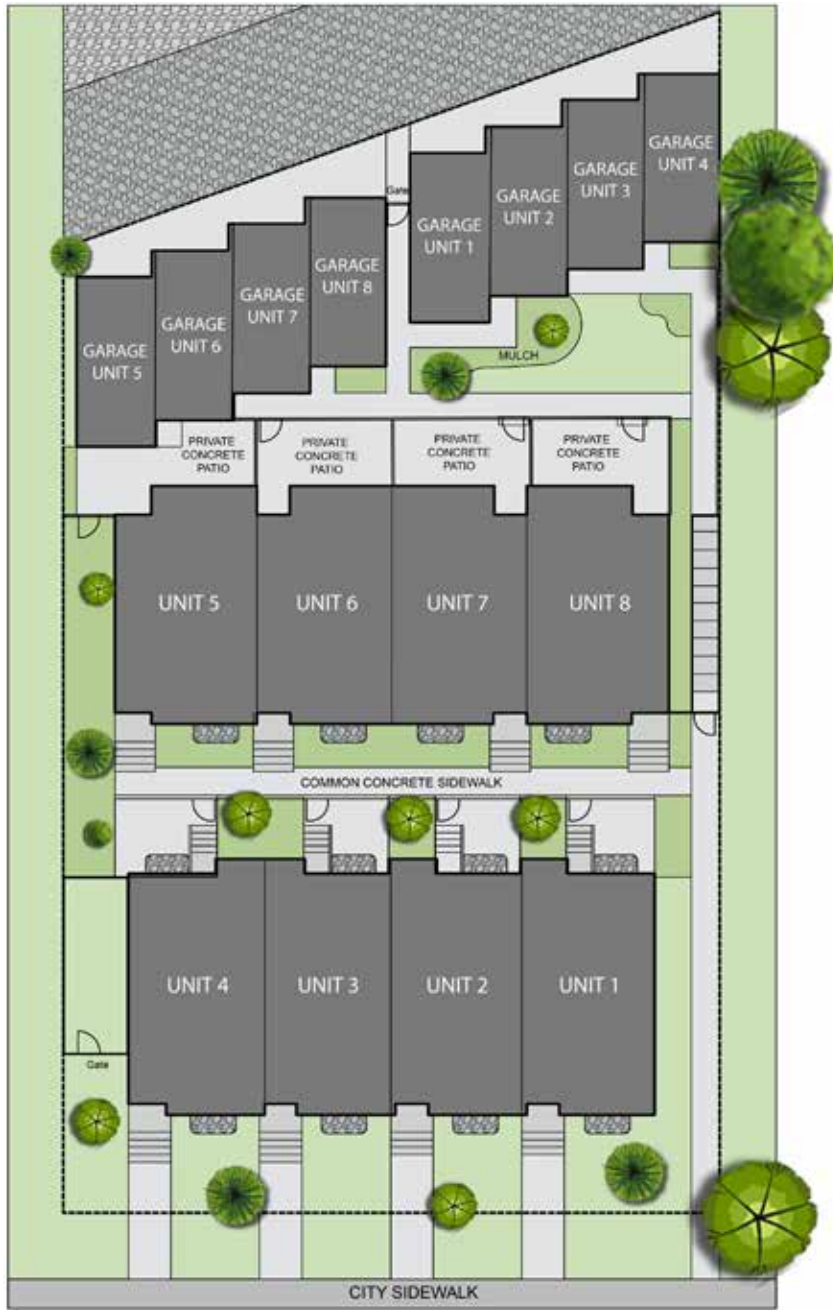 GARAGE
UNIT 4
GARAGE
UNIT 3
GARAGE
UNIT 2
GARAGE
UNIT 1
Gate
GARAGE
UNIT 8
GARAGE
UNIT 7
GARAGE
UNIT 6
GARAGE
UNIT 5
MULCH
PRIVATE
CONCRETE
PATIO
PRIVATE
CONCRETE
PATIO
PRIVATE
CONCRETE
PATIO
PRIVATE
CONCRETE
PATIO
UNIT 5
UNIT 6
UNIT 7
UNIT 8
COMMON CONCRETE SIDEWALK
UNIT 4
UNIT 3
UNIT 2
UNIT 1
Gate
CITY SIDEWALK